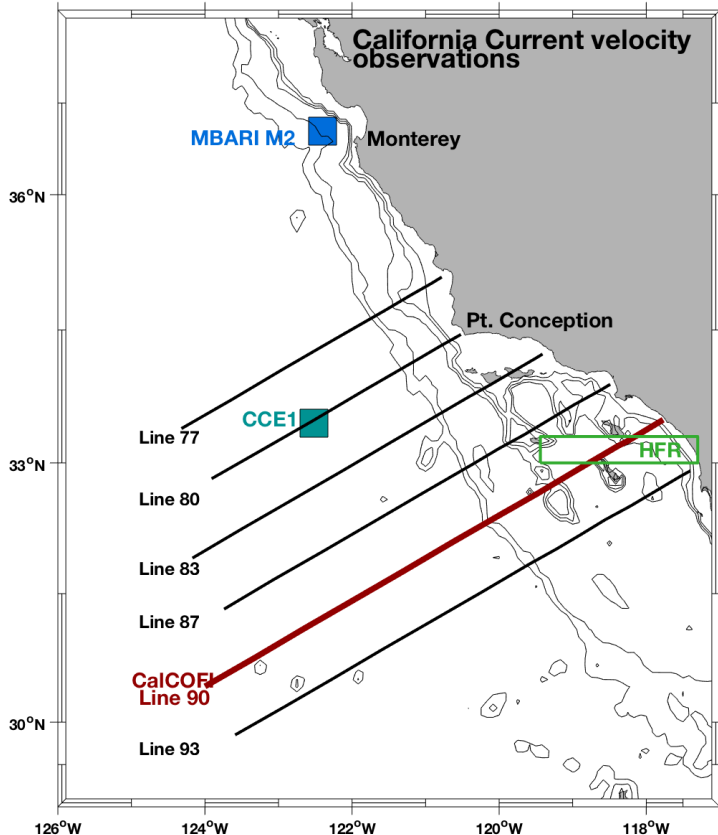 California Current velocity
observations
MBARI M2
Monterey
36°N
Pt. Conception
CCE1
Line 77
HFR
33°N
Line 80
Line 83
Line 87
CalCOFI
Line 90
30°N
Line 93
126°W
124°W
122°W
120°W
118°W